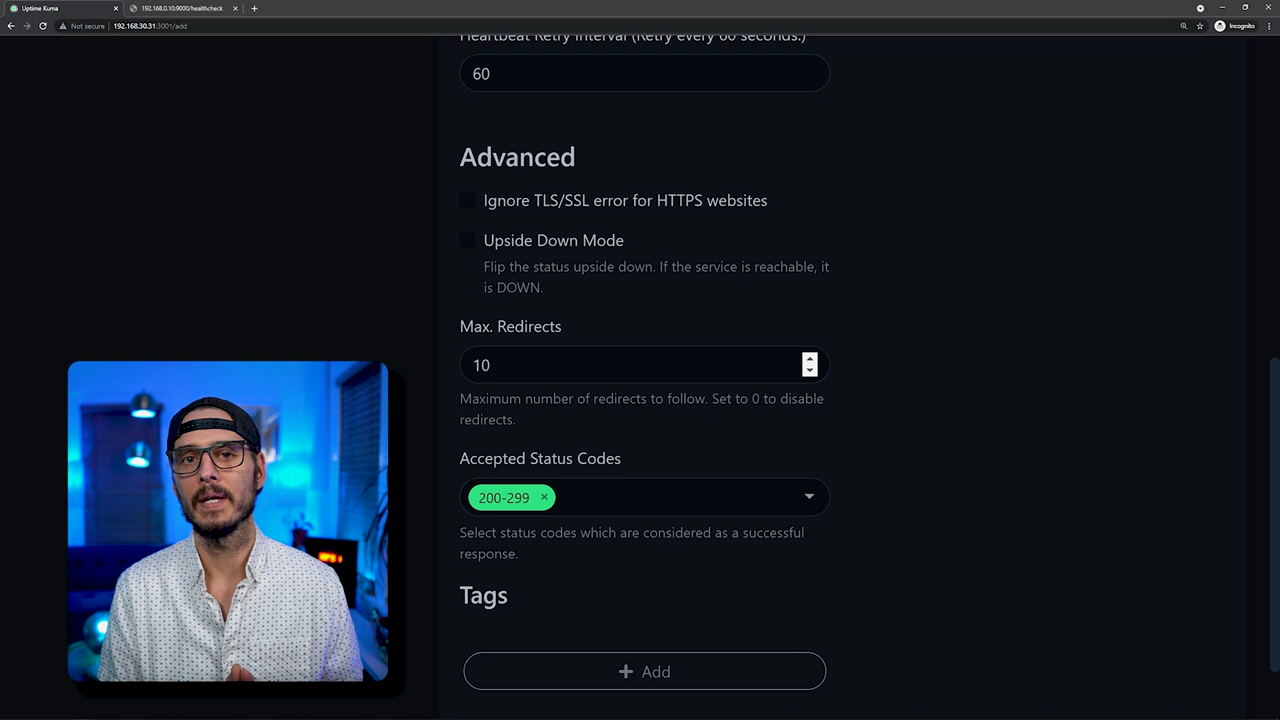 Uptime Kuma
192.168.0.10:9000/healthcheck
Not secure
192.168.30.31:3001/add
Incognito
Heartbeat Retry Interval (Retry every 60 seconds.)
60
Advanced
Ignore TLS/SSL error for HTTPS websites
Upside Down Mode
Flip the status upside down. If the service is reachable, it
is DOWN.
Max. Redirects
10
Maximum number of redirects to follow. Set to 0 to disable
redirects.
Accepted Status Codes
200-299
Select status codes which are considered as a successful
response.
Tags
Add